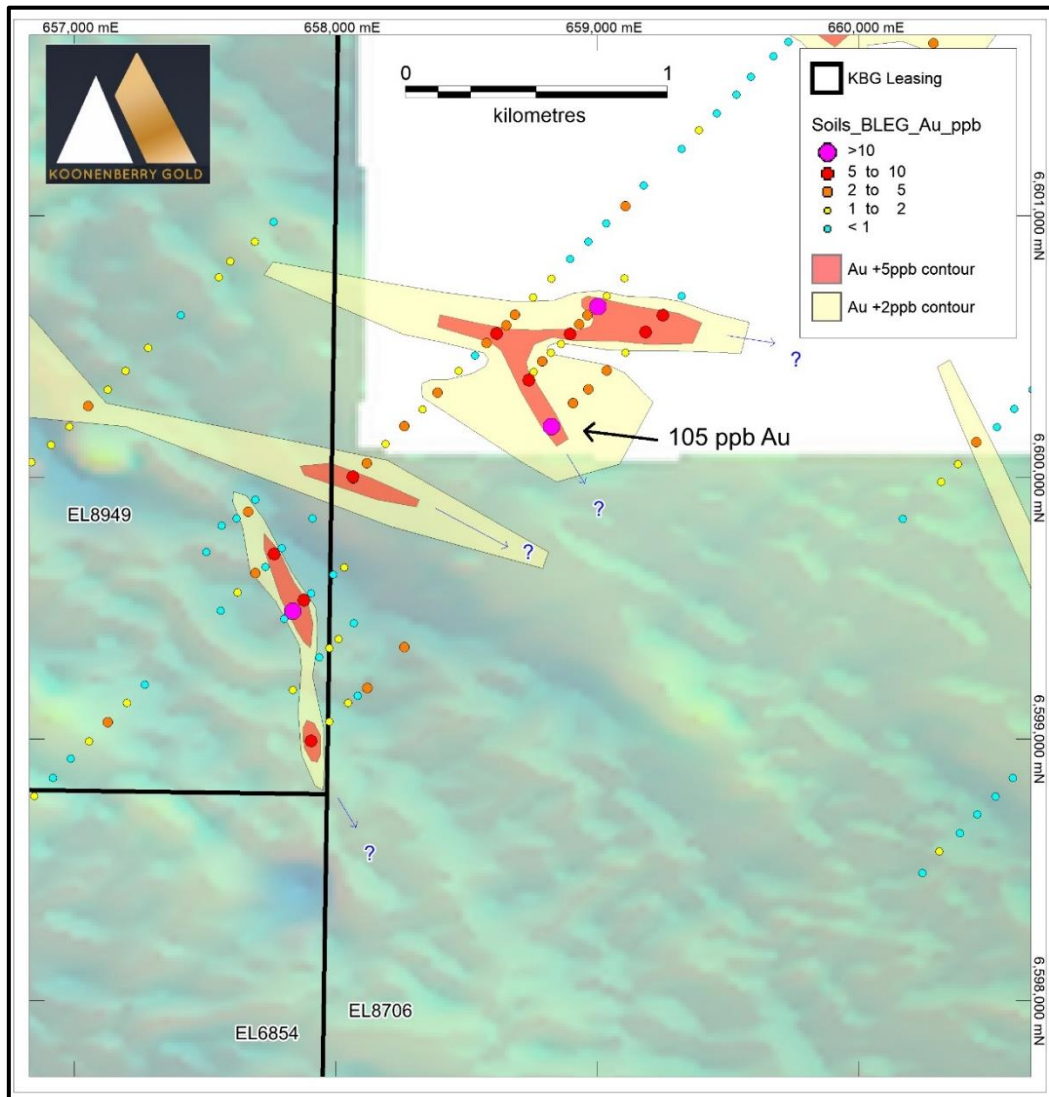 657,000 mE
658,000 mE
659,000 mE
660,000 mE
KOONENBERRY GOLD
0
1
kilometres
KBG Leasing
Soils_BLEG_Au_ppb
>10
5 to 10
2 to 5
1 to 2
< 1
Au +5ppb contour
Au +2ppb contour
6,601,000 mN
?
105 ppb Au
6,600,000 mN
?
EL8949
?
6,599,000 mN
?
6,598,000 mN
EL8706
EL6854